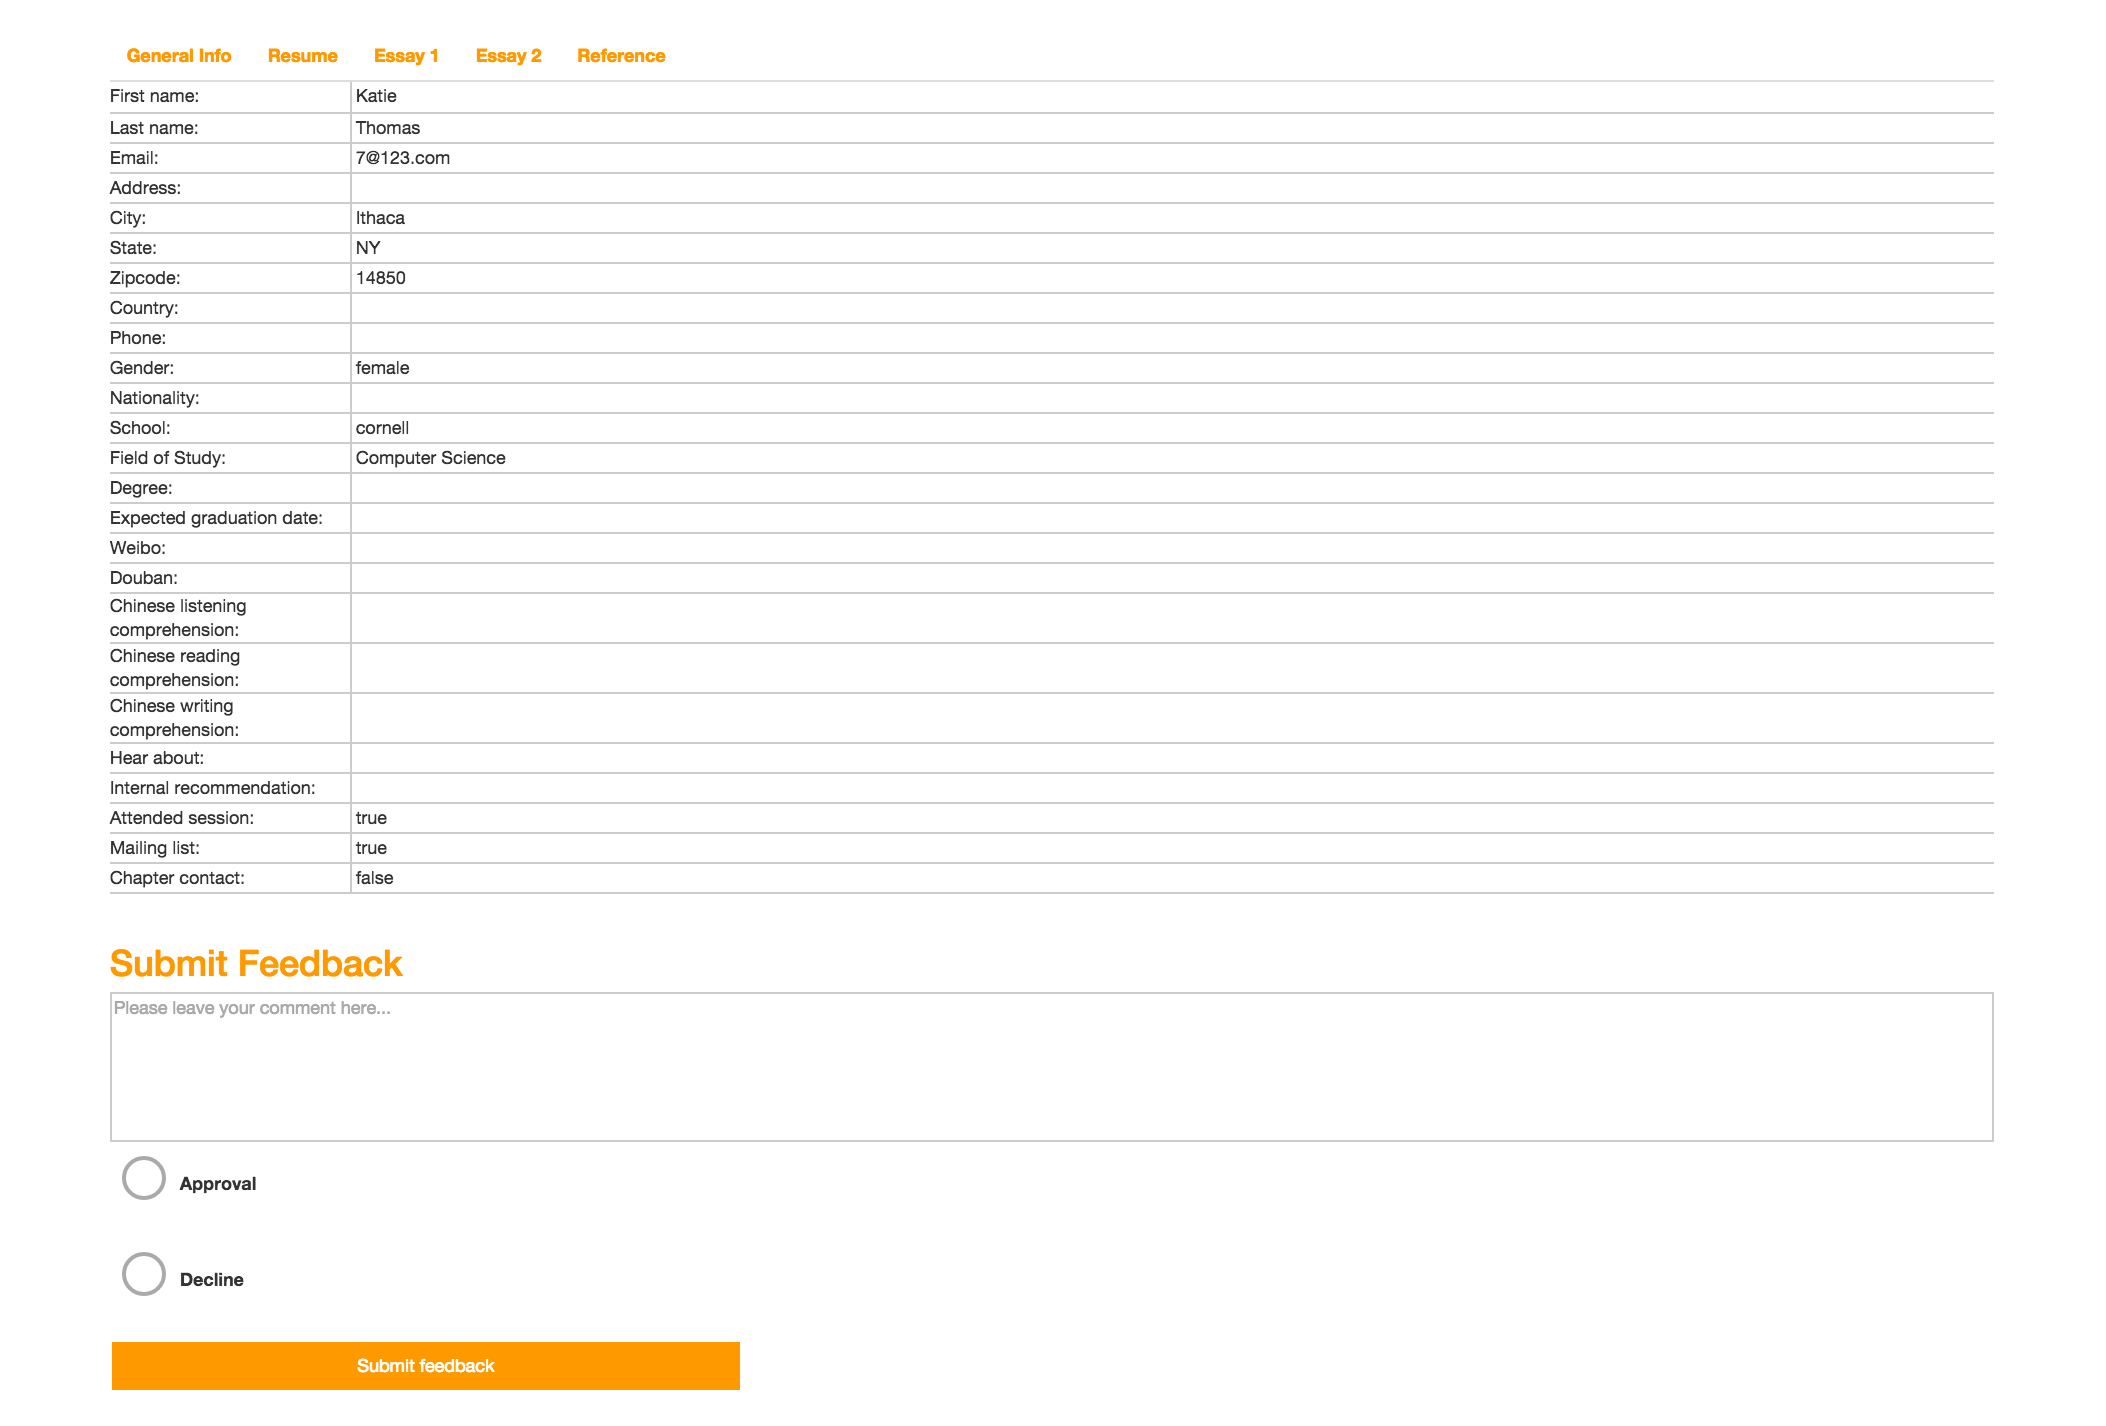 General Info Resume Essay 1 Essay 2 Reference
First name: Katie
Last name: Thomas
Email: 7@123.com
Address:
City: Ithaca
State: NY
Zipcode: 14850
Country:
Phone:
Gender: female
Nationality:
School: cornell
Field of Study: Computer Science
Degree:
Expected graduation date:
Weibo:
Douban:
Chinese listening
comprehension:
Chinese reading
comprehension:
Chinese writing
comprehension:
Hear about:
Internal recommendation:
Attended session: true
Mailing list: true
Chapter contact: false
Submit Feedback
Please leave your comment here...
Approval
Decline
Submit feedback